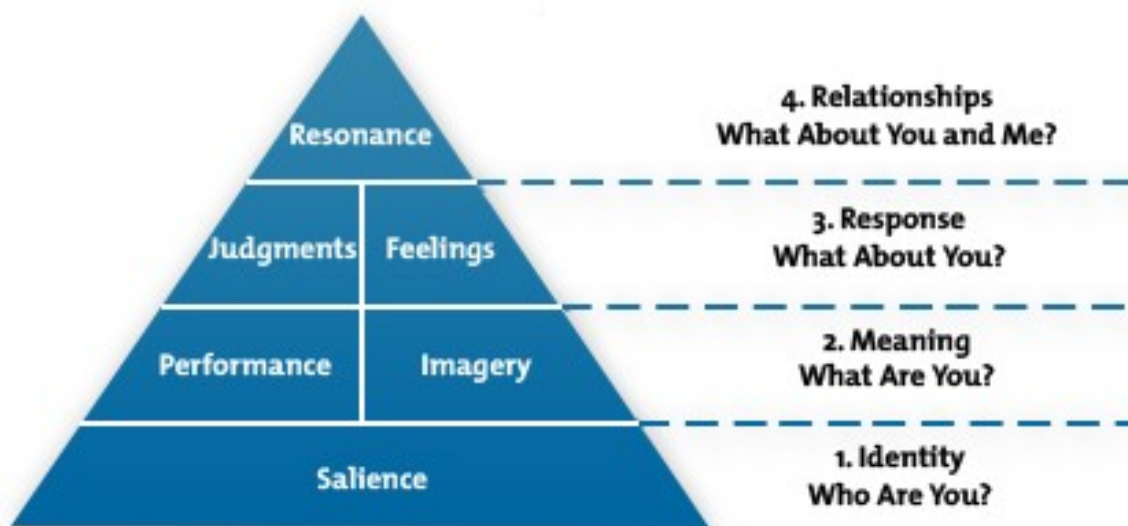 Resonance
4. Relationships
What About You and Me?
Judgments
Feelings
3. Response
What About You?
Performance
Imagery
2. Meaning
What Are You?
Salience
1. Identity
Who Are You?